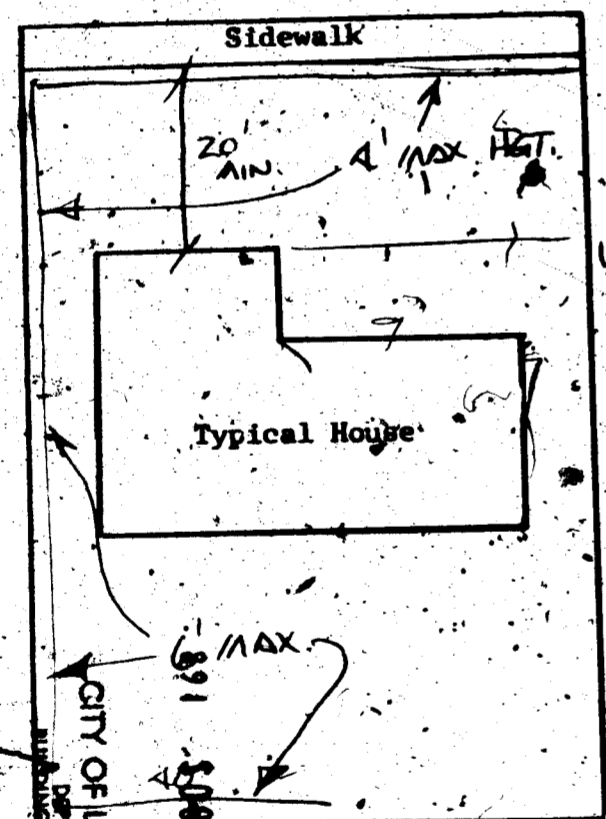 Sidewalk
20' MIN.
4' MAX HGT.
Typical House
6' MAX.
CITY OF